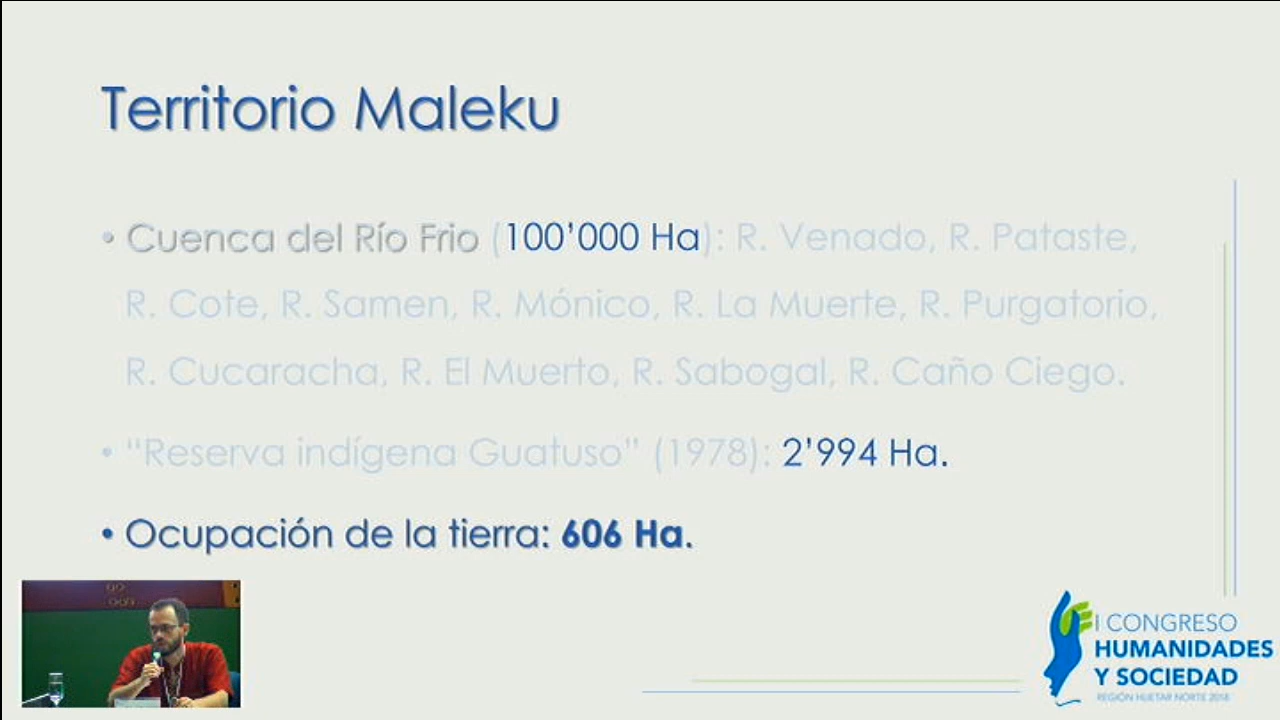 Territorio Maleku
• Cuenca del Río Frio (100’000 Ha): R. Venado, R. Pataste,
R. Cote, R. Samen, R. Mónico, R. La Muerte, R. Purgatorio,
R. Cucaracha, R. El Muerto, R. Sabogal, R. Caño Ciego.
• “Reserva indígena Guatuso” (1978): 2’994 Ha.
• Ocupación de la tierra: 606 Ha.
I CONGRESO
HUMANIDADES
Y SOCIEDAD
REGIÓN HUETAR NORTE 2018